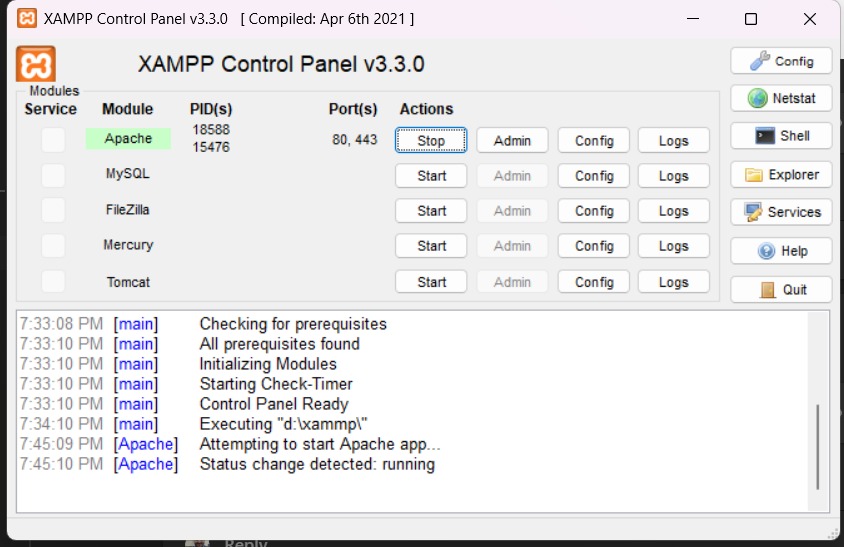 XAMPP Control Panel v3.3.0 [ Compiled: Apr 6th 2021 ]
XAMPP Control Panel v3.3.0
Config
Modules
Service Module PID(s) Port(s) Actions
Netstat
Apache 18588 15476 80, 443 Stop Admin Config Logs
Shell
MySQL Start Admin Config Logs
Explorer
FileZilla Start Admin Config Logs
Services
Mercury Start Admin Config Logs
Help
Tomcat Start Admin Config Logs
Quit
7:33:08 PM [main] Checking for prerequisites
7:33:10 PM [main] All prerequisites found
7:33:10 PM [main] Initializing Modules
7:33:10 PM [main] Starting Check-Timer
7:33:10 PM [main] Control Panel Ready
7:34:10 PM [main] Executing "d:\xammp\"
7:45:09 PM [Apache] Attempting to start Apache app...
7:45:10 PM [Apache] Status change detected: running
Reply